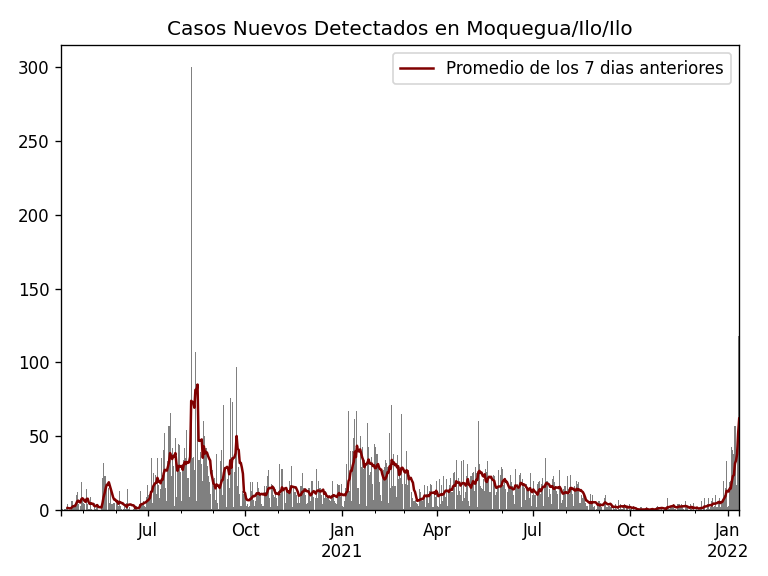 Casos Nuevos Detectados en Moquegua/Ilo/Ilo
Promedio de los 7 dias anteriores
300
250
200
150
100
50
0
Jul
Oct
Jan
2021
Apr
Jul
Oct
Jan
2022